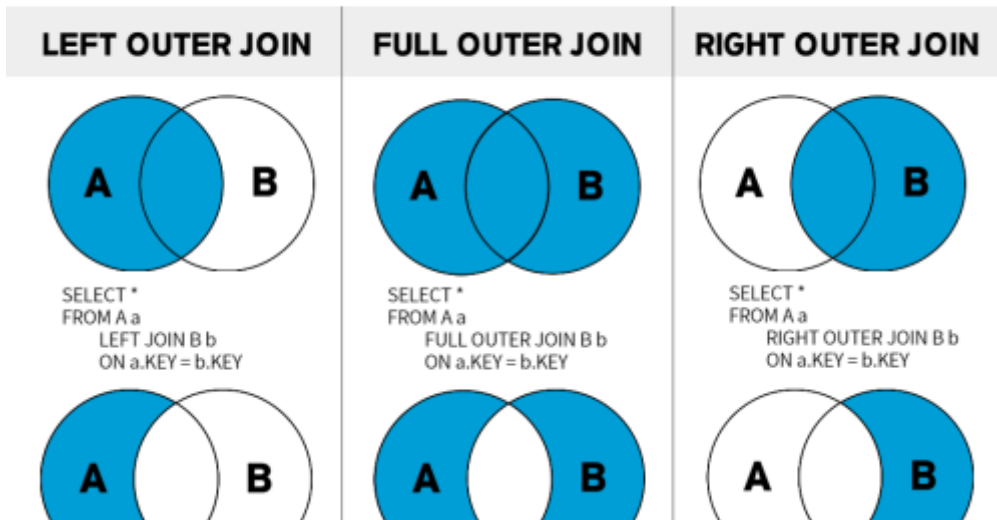 LEFT OUTER JOIN
FULL OUTER JOIN
RIGHT OUTER JOIN
A
B
A
B
A
B
SELECT *
FROM A a
LEFT JOIN B b
ON a.KEY = b.KEY
SELECT *
FROM A a
FULL OUTER JOIN B b
ON a.KEY = b.KEY
SELECT *
FROM A a
RIGHT OUTER JOIN B b
ON a.KEY = b.KEY
A
B
A
B
A
B